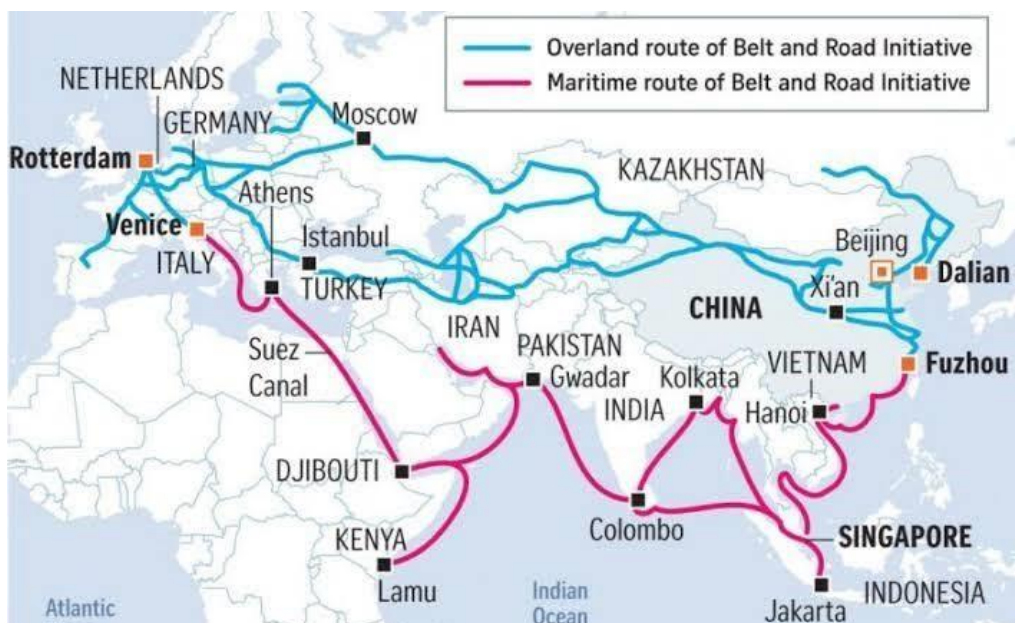 Overland route of Belt and Road Initiative
Maritime route of Belt and Road Initiative
NETHERLANDS
GERMANY
Moscow
Rotterdam
KAZAKHSTAN
Athens
Venice
Istanbul
Beijing
ITALY
TURKEY
Xi'an
Dalian
CHINA
IRAN
Suez
Canal
PAKISTAN
Gwadar
VIETNAM
Fuzhou
Kolkata
INDIA
Hanoi
DJIBOUTI
Colombo
SINGAPORE
KENYA
Lamu
INDONESIA
Jakarta
Atlantic
Indian
Ocean